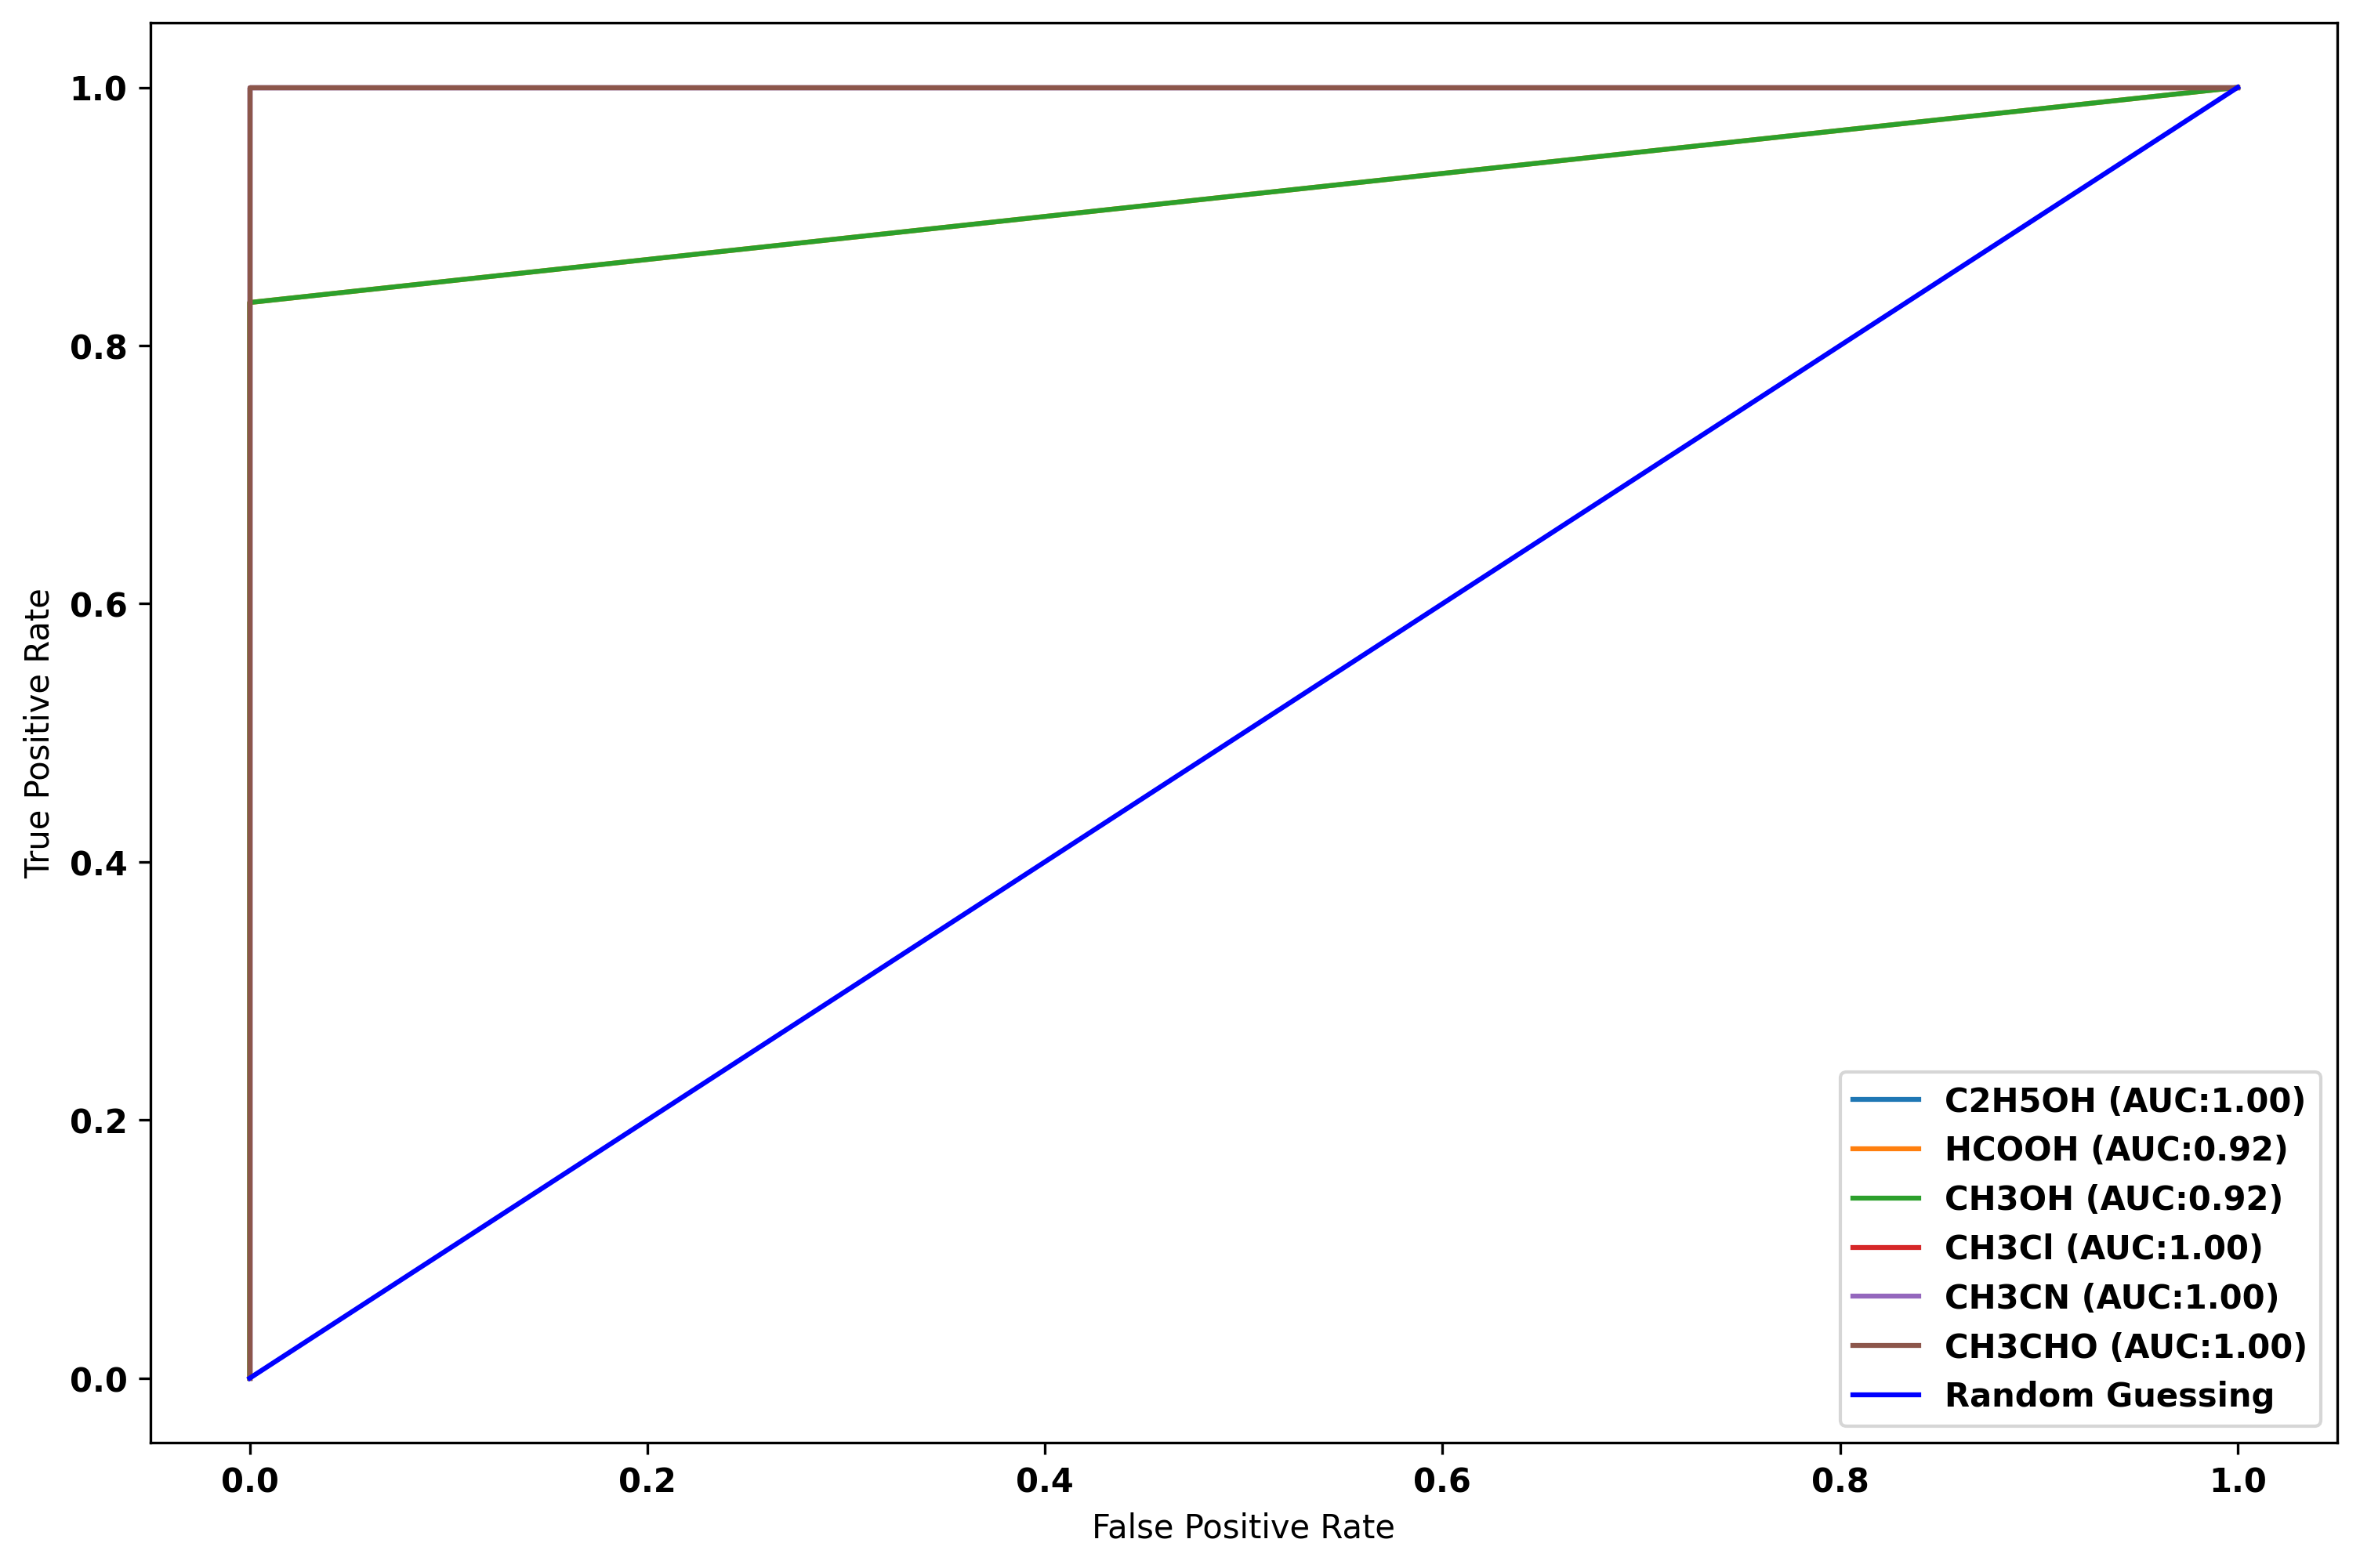 1.0
0.8
0.6
0.4
0.2
0.0
True Positive Rate
0.0 0.2 0.4 0.6 0.8 1.0
False Positive Rate
C2H5OH (AUC:1.00)
HCOOH (AUC:0.92)
CH3OH (AUC:0.92)
CH3Cl (AUC:1.00)
CH3CN (AUC:1.00)
CH3CHO (AUC:1.00)
Random Guessing